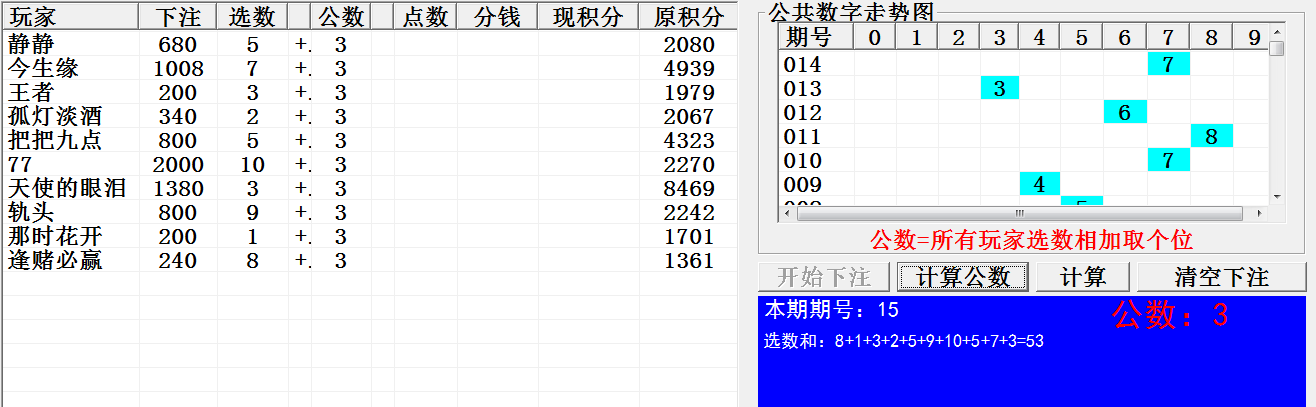 玩家 下注 选数 公数 点数 分钱 现积分 原积分
静静 680 5 +. 3 2080
今生缘 1008 7 +. 3 4939
王者 200 3 +. 3 1979
孤灯淡酒 340 2 +. 3 2067
把把九点 800 5 +. 3 4323
77 2000 10 +. 3 2270
天使的眼泪 1380 3 +. 3 8469
轨头 800 9 +. 3 2242
那时花开 200 1 +. 3 1701
逢赌必赢 240 8 +. 3 1361
公共数字走势图
期号 0 1 2 3 4 5 6 7 8 9
014 7
013 3
012 6
011 8
010 7
009 4
公数=所有玩家选数相加取个位
开始下注 计算公数 计算 清空下注
本期期号：15 公数：3
选数和：8+1+3+2+5+9+10+5+7+3=53